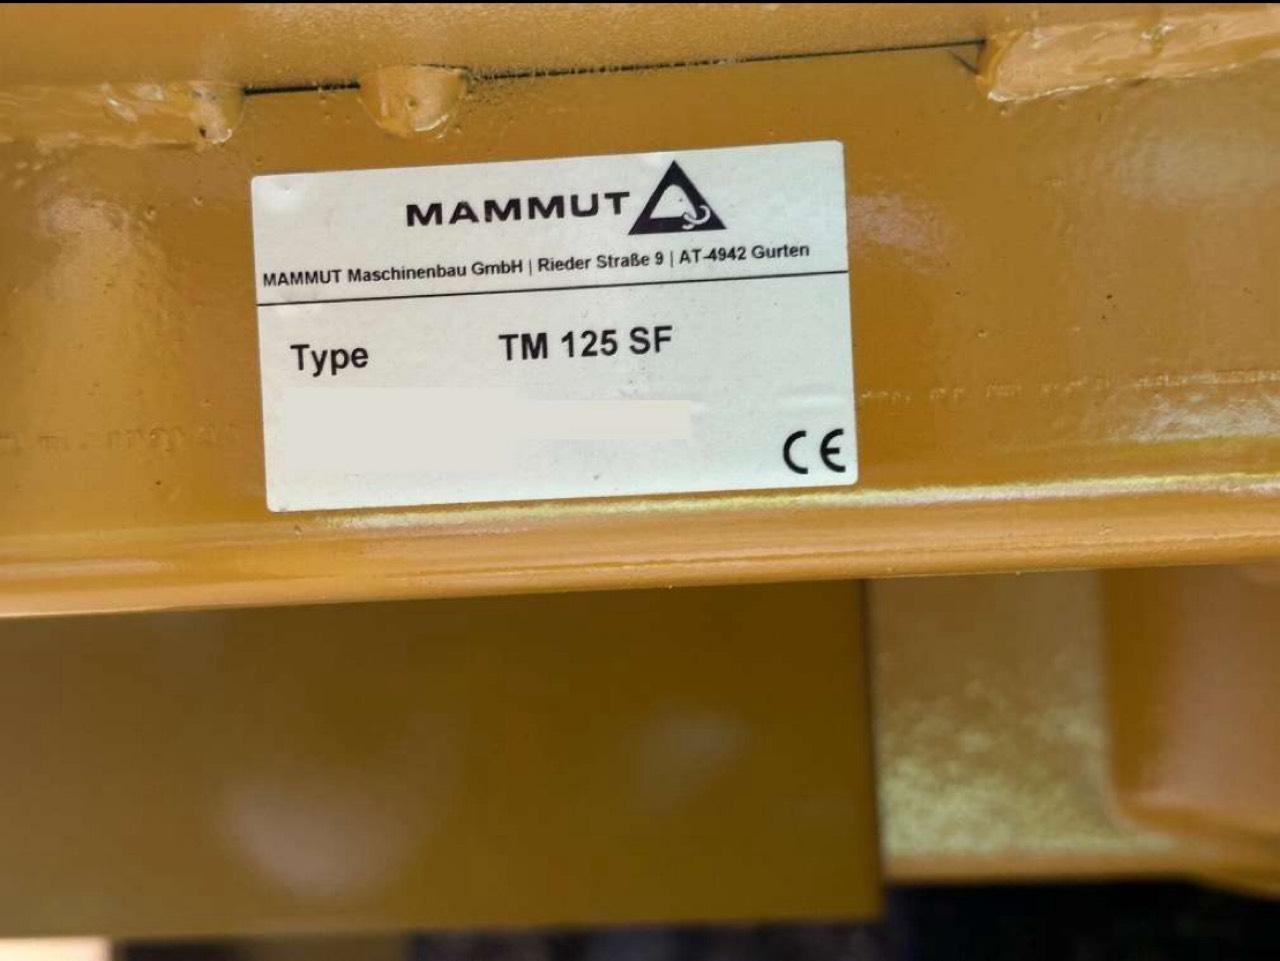 MAMMUT
MAMMUT Maschinenbau GmbH | Rieder Straße 9 | AT-4942 Gurten
Type TM 125 SF
CE